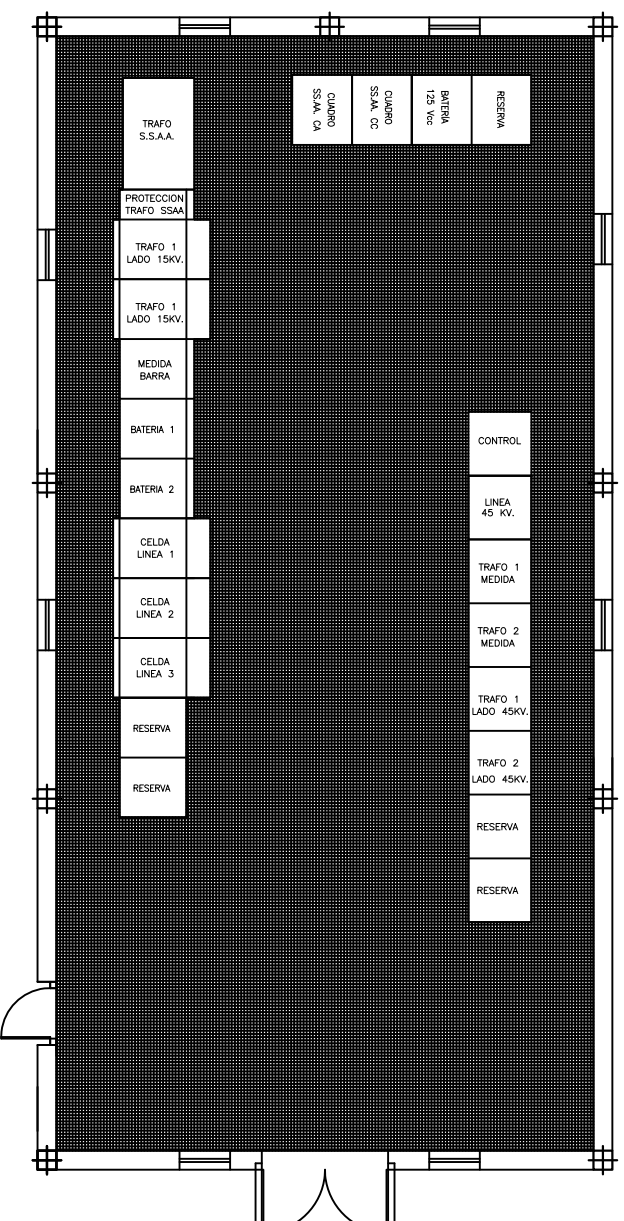 TRAFO
S.S.A.A.
PROTECCION
TRAFO SSAA
TRAFO 1
LADO 15KV.
TRAFO 1
LADO 15KV.
MEDIDA
BARRA
BATERIA 1
BATERIA 2
CELDA
LINEA 1
CELDA
LINEA 2
CELDA
LINEA 3
RESERVA
RESERVA
CUADRO
SS.AA. CA
CUADRO
SS.AA. CC
BATERIA
125 Vcc
RESERVA
CONTROL
LINEA
45 KV.
TRAFO 1
MEDIDA
TRAFO 2
MEDIDA
TRAFO 1
LADO 45KV.
TRAFO 2
LADO 45KV.
RESERVA
RESERVA